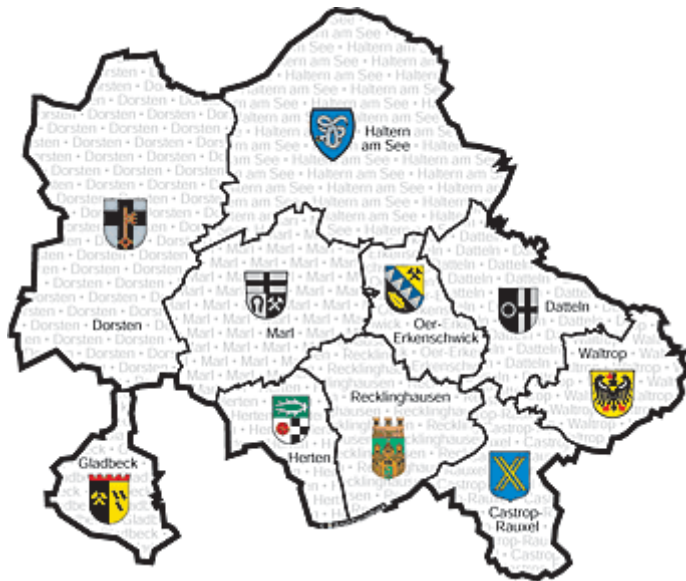 Haltern
am See
Dorsten
Marl
Oer-
Erkenschwick
Datteln
Waltrop
Recklinghausen
Herten
Gladbeck
Castrop-
Rauxel